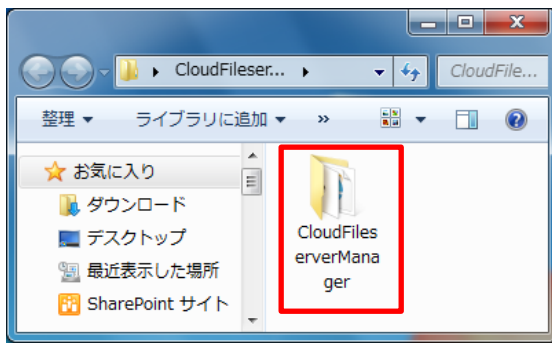 CloudFileser...
CloudFile...
整理
ライブラリに追加
»
お気に入り
ダウンロード
デスクトップ
最近表示した場所
SharePoint サイト
CloudFiles
erverMana
ger